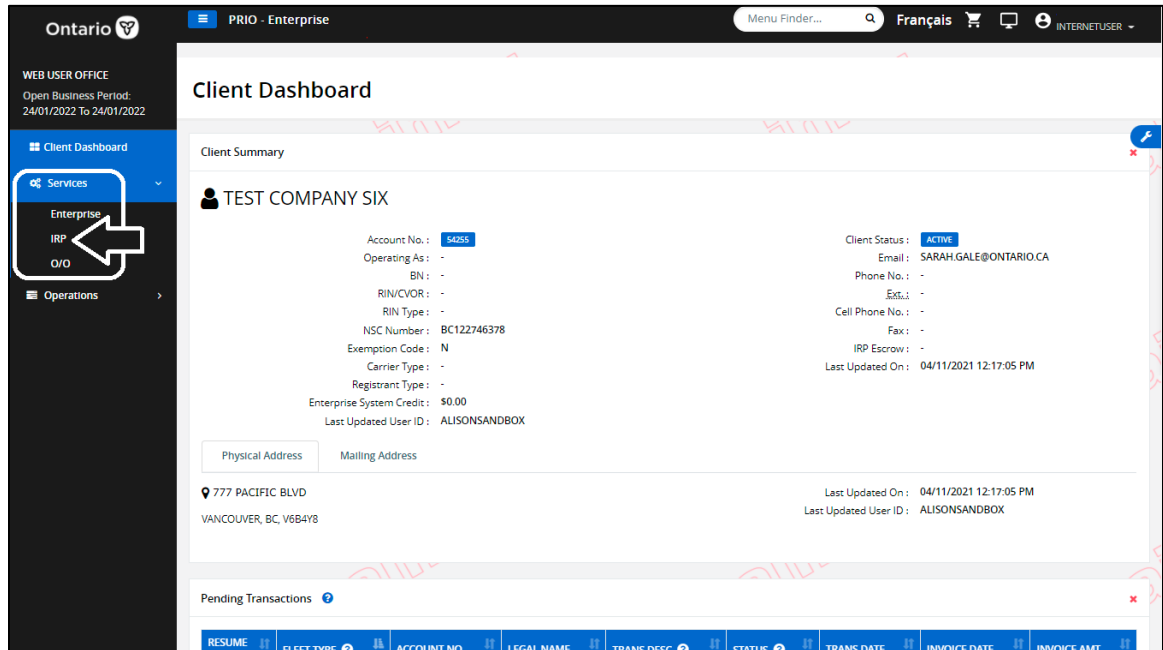 Ontario
PRIO - Enterprise
Menu Finder...
Français
INTERNETUSER
WEB USER OFFICE
Open Business Period:
24/01/2022 To 24/01/2022
Client Dashboard
Services
Enterprise
IRP
O/O
Operations
Client Dashboard
Client Summary
TEST COMPANY SIX
Account No. : 54255
Operating As : -
BN : -
RIN/CVOR : -
RIN Type : -
NSC Number : BC122746378
Exemption Code : N
Carrier Type : -
Registrant Type : -
Enterprise System Credit : $0.00
Last Updated User ID : ALISONSANDBOX
Client Status : ACTIVE
Email : SARAH.GALE@ONTARIO.CA
Phone No. : -
Ext. : -
Cell Phone No. : -
Fax : -
IRP Escrow : -
Last Updated On : 04/11/2021 12:17:05 PM
Physical Address Mailing Address
777 PACIFIC BLVD
VANCOUVER, BC, V6B4Y8
Last Updated On : 04/11/2021 12:17:05 PM
Last Updated User ID : ALISONSANDBOX
Pending Transactions
RESUME FLEET TYPE ACCOUNT NO. LEGAL NAME TRANS DESC STATUS TRANS DATE INVOICE DATE INVOICE AMT